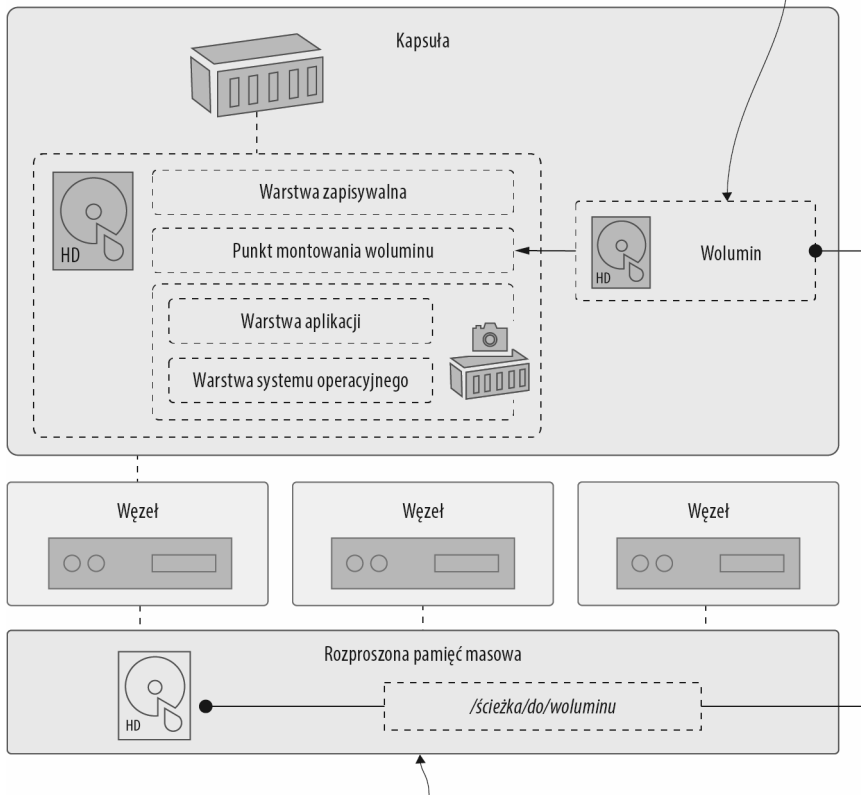 Kapsuła
Warstwa zapisywalna
HD
Punkt montowania woluminu
Wolumin
HD
Warstwa aplikacji
Warstwa systemu operacyjnego
Węzeł
Węzeł
Węzeł
Rozproszona pamięć masowa
HD
/ścieżka/do/woluminu